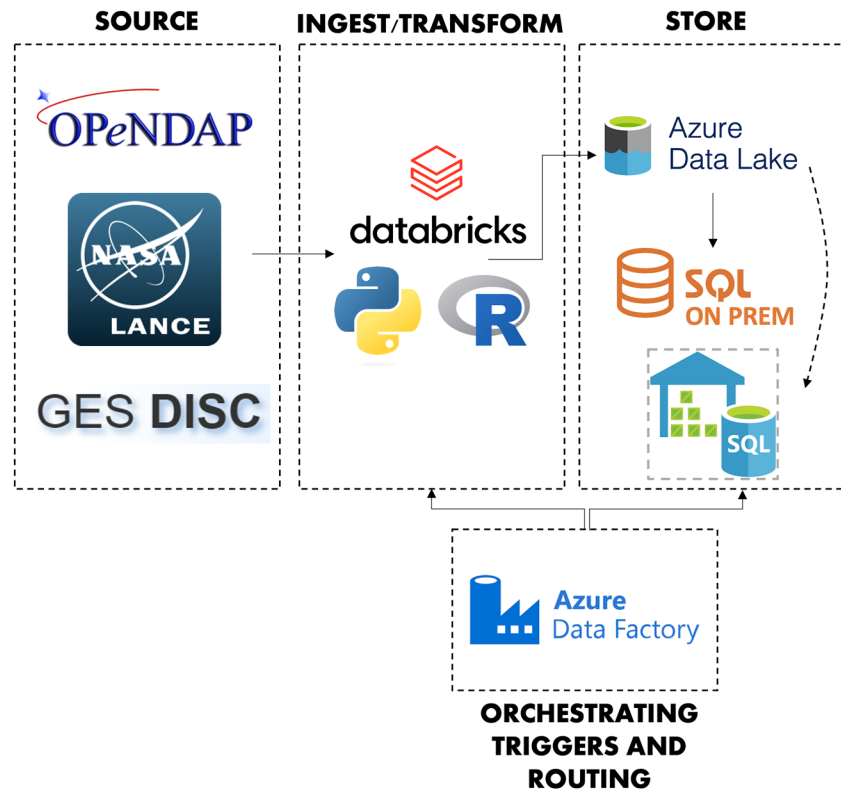 SOURCE
INGEST/TRANSFORM
STORE
OPeNDAP
NASA
LANCE
GES DISC
databricks
R
Azure
Data Lake
SQL
ON PREM
SQL
Azure
Data Factory
ORCHESTRATING
TRIGGERS AND
ROUTING